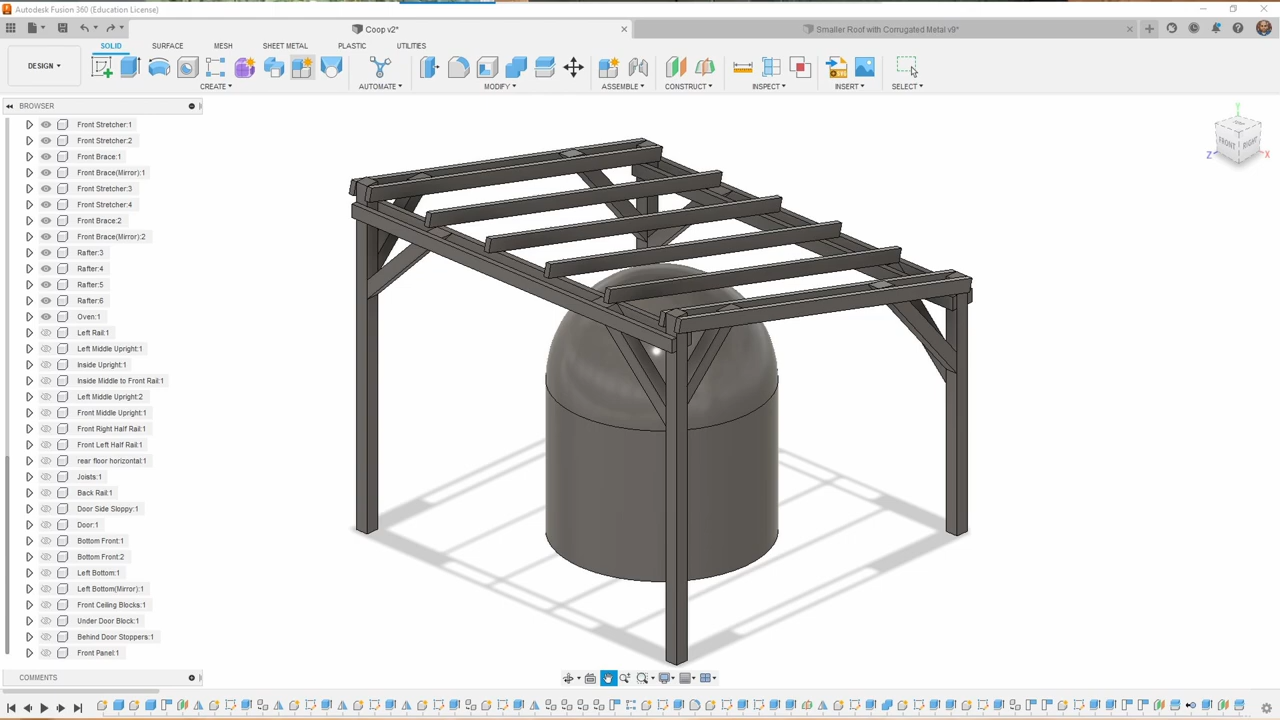 Autodesk Fusion 360 (Education License)
Coop v2*
Smaller Roof with Corrugated Metal v9*
SOLID SURFACE MESH SHEET METAL PLASTIC UTILITIES
DESIGN
CREATE AUTOMATE MODIFY ASSEMBLE CONSTRUCT INSPECT INSERT SELECT
BROWSER
Front Stretcher:1
Front Stretcher:2
Front Brace:1
Front Brace(Mirror):1
Front Stretcher:3
Front Stretcher:4
Front Brace:2
Front Brace(Mirror):2
Rafter:3
Rafter:4
Rafter:5
Rafter:6
Oven:1
Left Rail:1
Left Middle Upright:1
Inside Upright:1
Inside Middle to Front Rail:1
Left Middle Upright:2
Front Middle Upright:1
Front Right Half Rail:1
Front Left Half Rail:1
rear floor horizontal:1
Joists:1
Back Rail:1
Door Side Sloppy:1
Door:1
Bottom Front:1
Bottom Front:2
Left Bottom:1
Left Bottom(Mirror):1
Front Ceiling Blocks:1
Under Door Block:1
Behind Door Stoppers:1
Front Panel:1
COMMENTS
Y
FRONT RIGHT
Z X